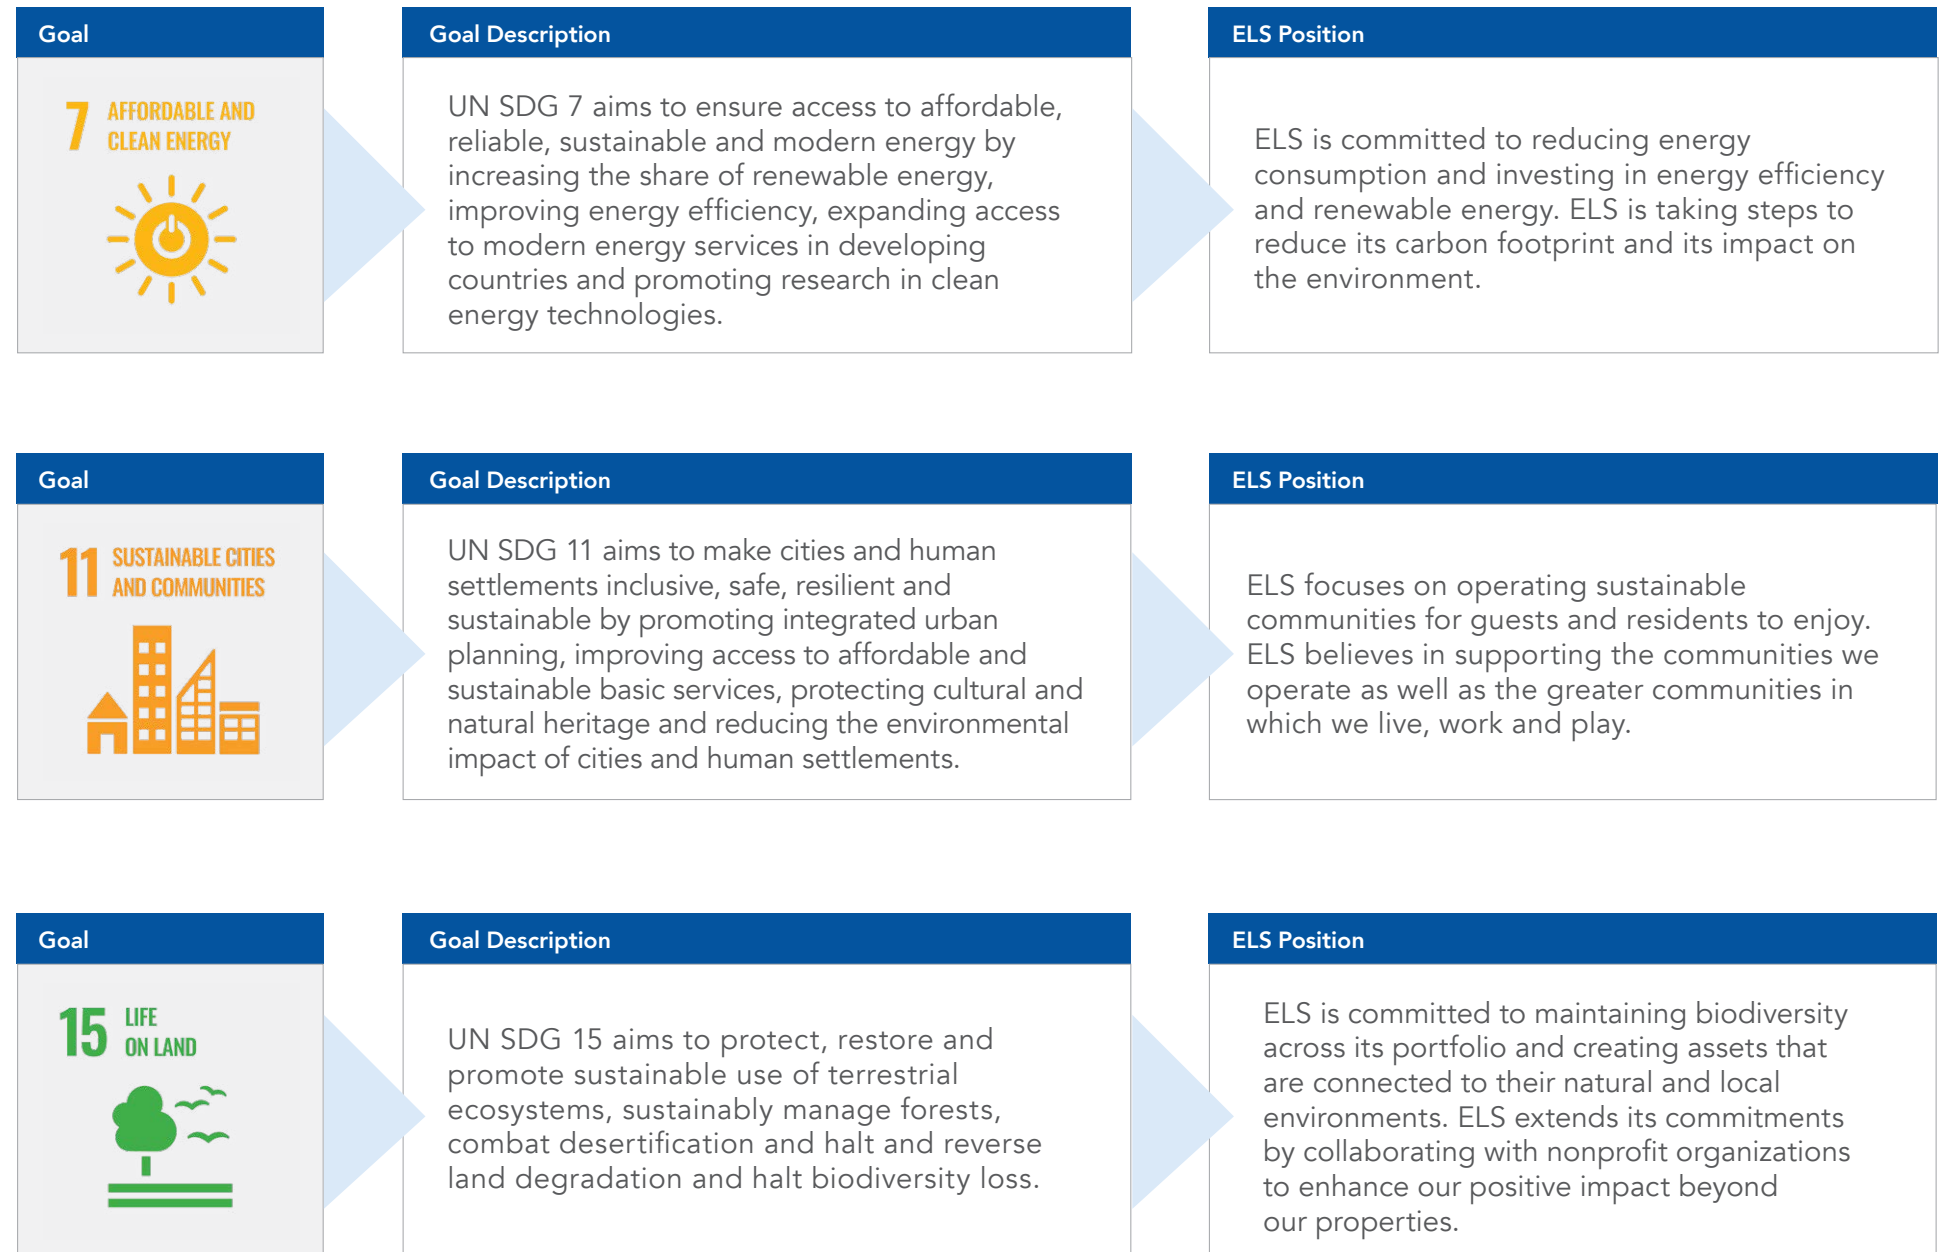 Goal
7 AFFORDABLE AND
CLEAN ENERGY
Goal Description
UN SDG 7 aims to ensure access to affordable,
reliable, sustainable and modern energy by
increasing the share of renewable energy,
improving energy efficiency, expanding access
to modern energy services in developing
countries and promoting research in clean
energy technologies.
ELS Position
ELS is committed to reducing energy
consumption and investing in energy efficiency
and renewable energy. ELS is taking steps to
reduce its carbon footprint and its impact on
the environment.
Goal
11 SUSTAINABLE CITIES
AND COMMUNITIES
Goal Description
UN SDG 11 aims to make cities and human
settlements inclusive, safe, resilient and
sustainable by promoting integrated urban
planning, improving access to affordable and
sustainable basic services, protecting cultural and
natural heritage and reducing the environmental
impact of cities and human settlements.
ELS Position
ELS focuses on operating sustainable
communities for guests and residents to enjoy.
ELS believes in supporting the communities we
operate as well as the greater communities in
which we live, work and play.
Goal
15 LIFE
ON LAND
Goal Description
UN SDG 15 aims to protect, restore and
promote sustainable use of terrestrial
ecosystems, sustainably manage forests,
combat desertification and halt and reverse
land degradation and halt biodiversity loss.
ELS Position
ELS is committed to maintaining biodiversity
across its portfolio and creating assets that
are connected to their natural and local
environments. ELS extends its commitments
by collaborating with nonprofit organizations
to enhance our positive impact beyond
our properties.